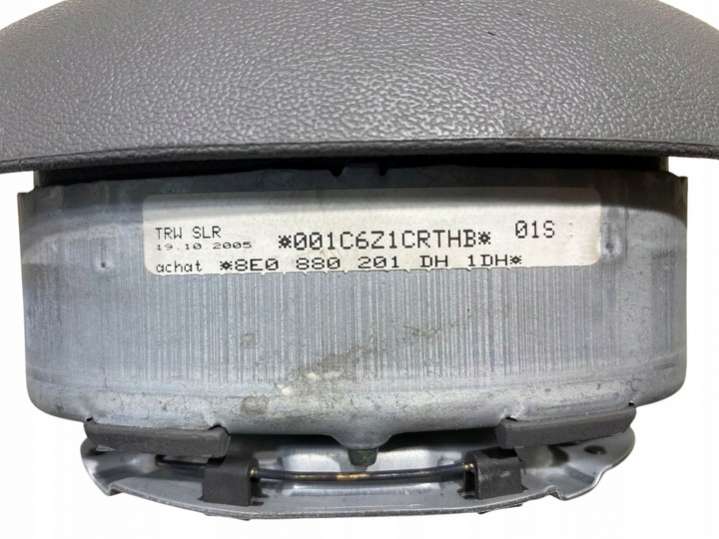 TRW SLR
19.10 2005
*001C6Z1CRTHB* 01S
achat *8E0 880 201 DH 1DH*